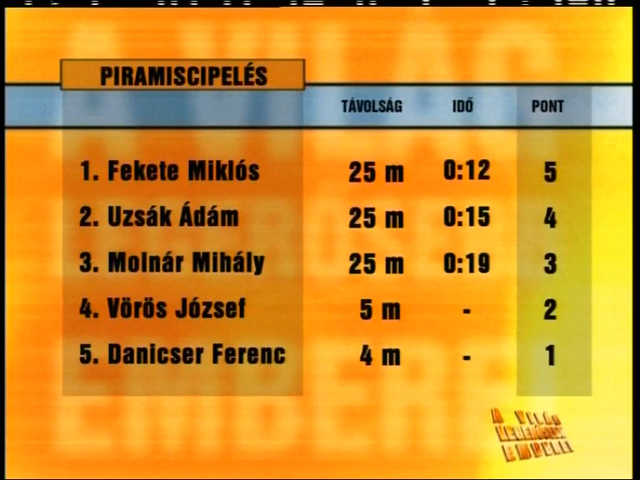 PIRAMISCIPELÉS
TÁVOLSÁG IDŐ PONT
1. Fekete Miklós 25 m 0:12 5
2. Uzsák Ádám 25 m 0:15 4
3. Molnár Mihály 25 m 0:19 3
4. Vörös József 5 m - 2
5. Danicser Ferenc 4 m - 1
A VILÁG